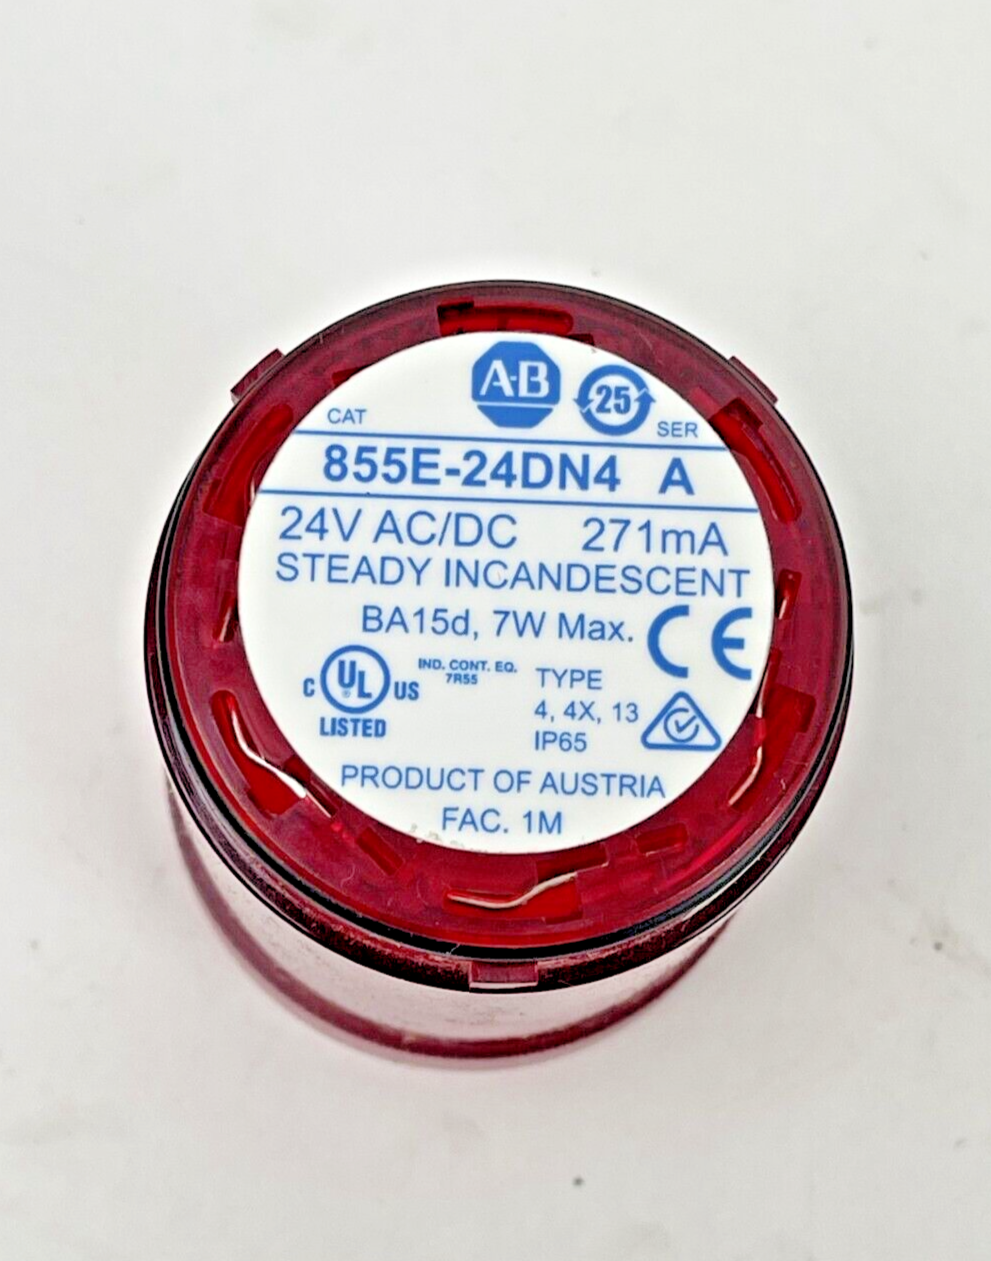 A-B 25
CAT SER
855E-24DN4 A
24V AC/DC 271mA
STEADY INCANDESCENT
BA15d, 7W Max. CE
C UL US LISTED
IND. CONT. EQ.
7R55
TYPE
4, 4X, 13
IP65
PRODUCT OF AUSTRIA
FAC. 1M